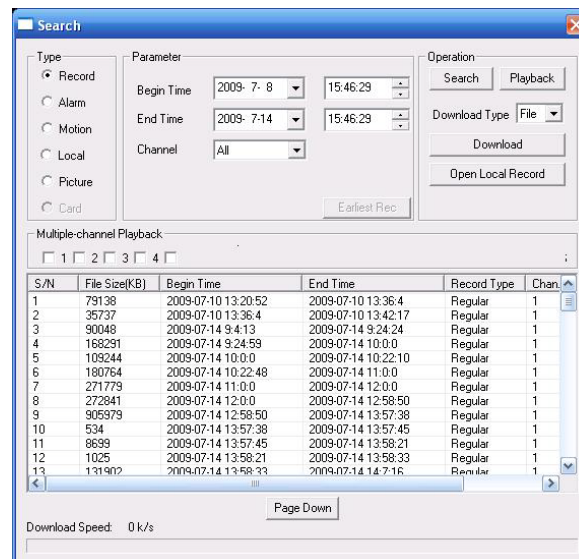 Search
Type
Record
Alarm
Motion
Local
Picture
Card
Parameter
Begin Time 2009- 7- 8 15:46:29
End Time 2009- 7-14 15:46:29
Channel All
Earliest Rec
Operation
Search Playback
Download Type File
Download
Open Local Record
Multiple-channel Playback
1 2 3 4 ;
S/N File Size(KB) Begin Time End Time Record Type Chan.
1 79138 2009-07-10 13:20:52 2009-07-10 13:36:4 Regular 1
2 35737 2009-07-10 13:36:4 2009-07-10 13:42:17 Regular 1
3 90048 2009-07-14 9:4:13 2009-07-14 9:24:24 Regular 1
4 168291 2009-07-14 9:24:59 2009-07-14 10:0:0 Regular 1
5 109244 2009-07-14 10:0:0 2009-07-14 10:22:10 Regular 1
6 180764 2009-07-14 10:22:48 2009-07-14 11:0:0 Regular 1
7 271779 2009-07-14 11:0:0 2009-07-14 12:0:0 Regular 1
8 272841 2009-07-14 12:0:0 2009-07-14 12:58:50 Regular 1
9 905979 2009-07-14 12:58:50 2009-07-14 13:57:38 Regular 1
10 534 2009-07-14 13:57:38 2009-07-14 13:57:45 Regular 1
11 8699 2009-07-14 13:57:45 2009-07-14 13:58:21 Regular 1
12 1025 2009-07-14 13:58:21 2009-07-14 13:58:33 Regular 1
13 131902 2009-07-14 13:58:33 2009-07-14 14:7:16 Regular 1
Page Down
Download Speed: 0 k/s